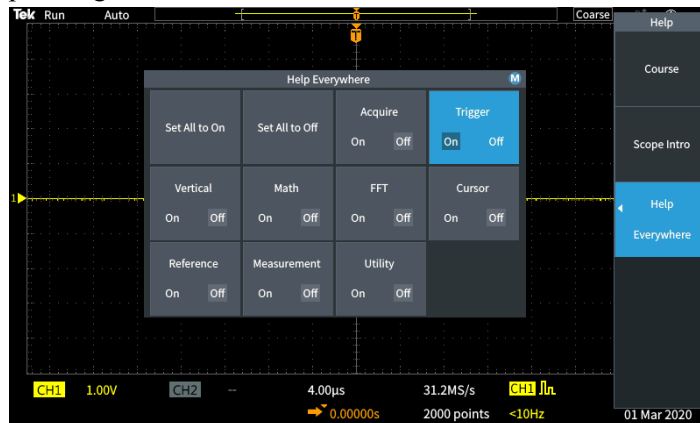 Tek Run Auto Coarse
Help
Course
Scope Intro
Help
Everywhere
Help Everywhere M
Set All to On
Set All to Off
Acquire
On Off
Trigger
On Off
Vertical
On Off
Math
On Off
FFT
On Off
Cursor
On Off
Reference
On Off
Measurement
On Off
Utility
On Off
T
1
CH1 1.00V CH2 -- 4.00μs 31.2MS/s CH1
0.00000s 2000 points <10Hz
01 Mar 2020